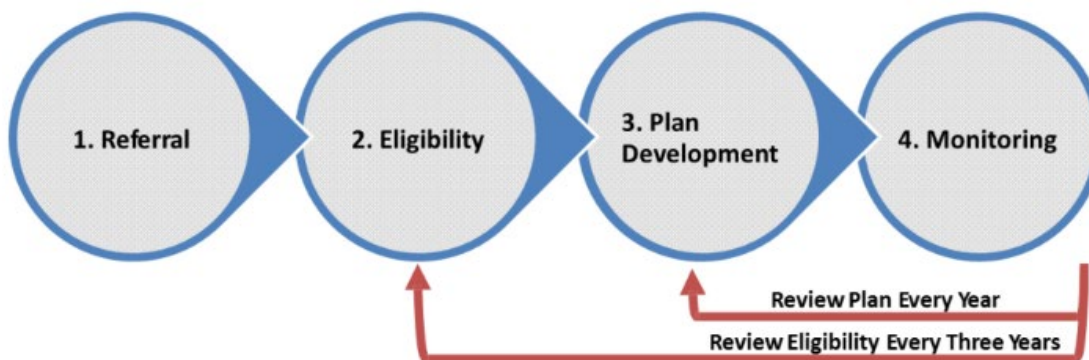 1. Referral
2. Eligibility
3. Plan
Development
4. Monitoring
Review Plan Every Year
Review Eligibility Every Three Years